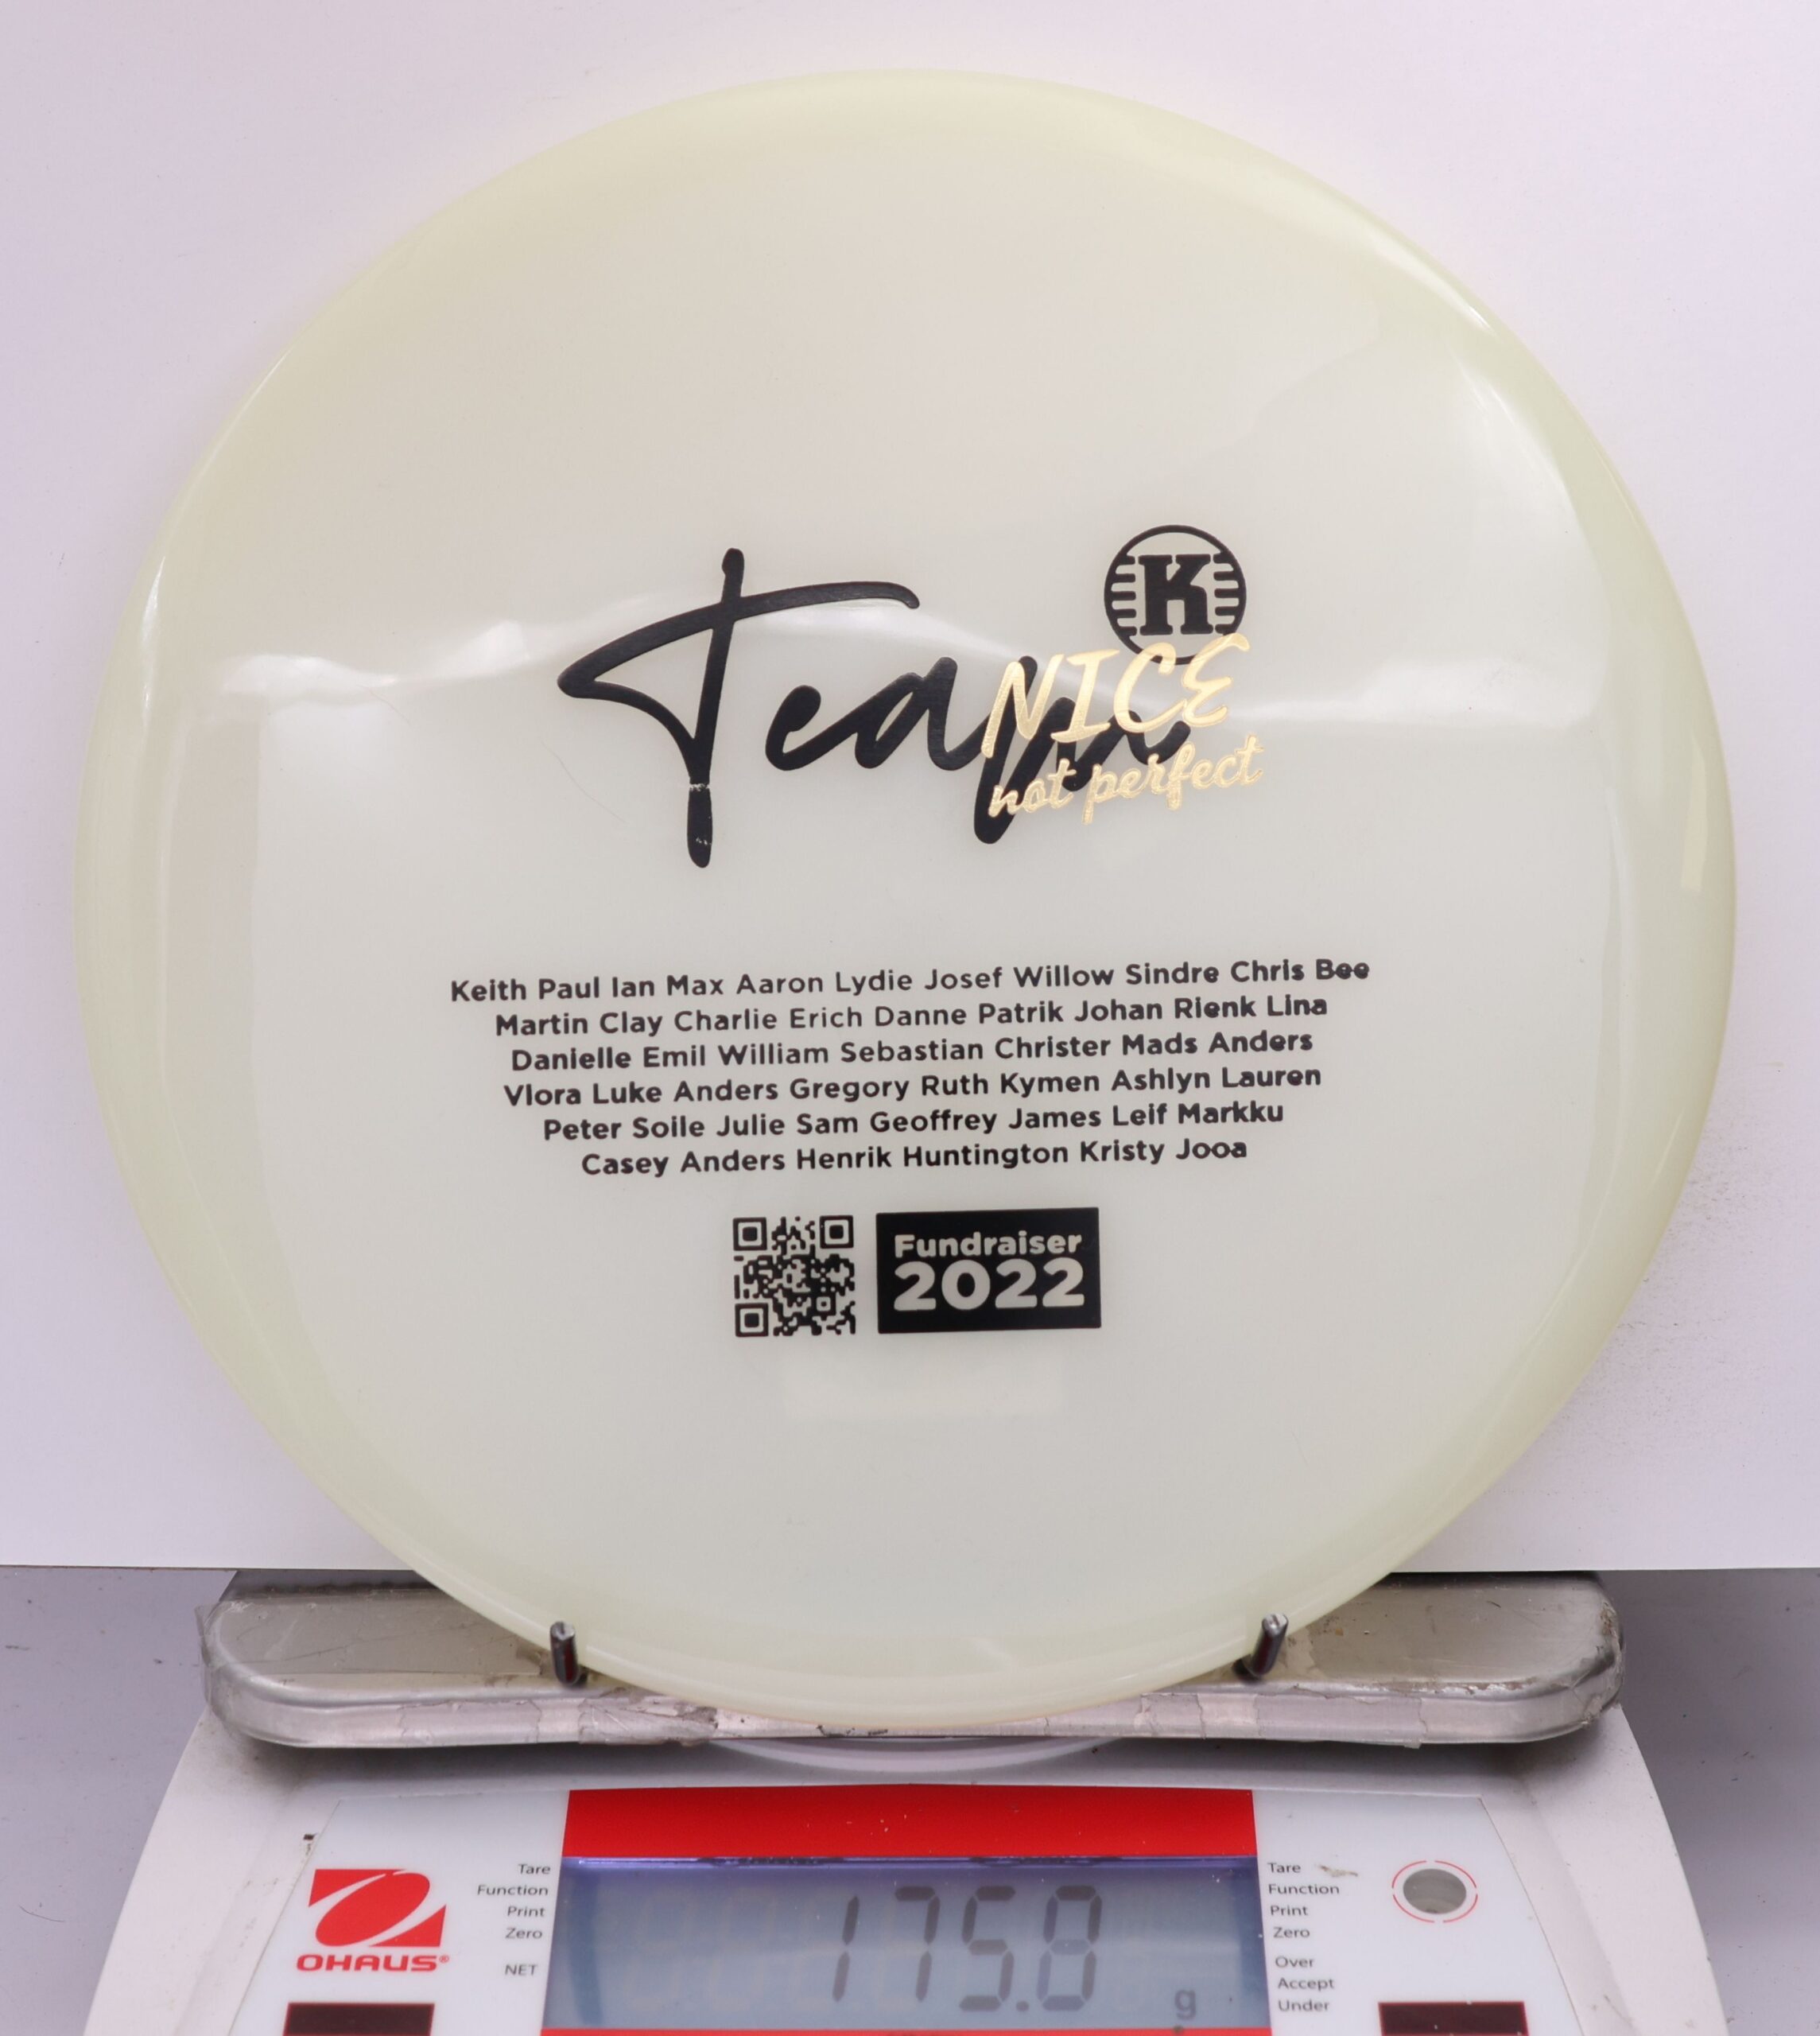 K
Team
NICE
not perfect
Keith Paul Ian Max Aaron Lydie Josef Willow Sindre Chris Bee
Martin Clay Charlie Erich Danne Patrik Johan Rienk Lina
Danielle Emil William Sebastian Christer Mads Anders
Vlora Luke Anders Gregory Ruth Kymen Ashlyn Lauren
Peter Soile Julie Sam Geoffrey James Leif Markku
Casey Anders Henrik Huntington Kristy Jooa
Fundraiser
2022
OHAUS®
Tare
Function
Print
Zero
NET
175.8
g
Tare
Function
Print
Zero
Over
Accept
Under